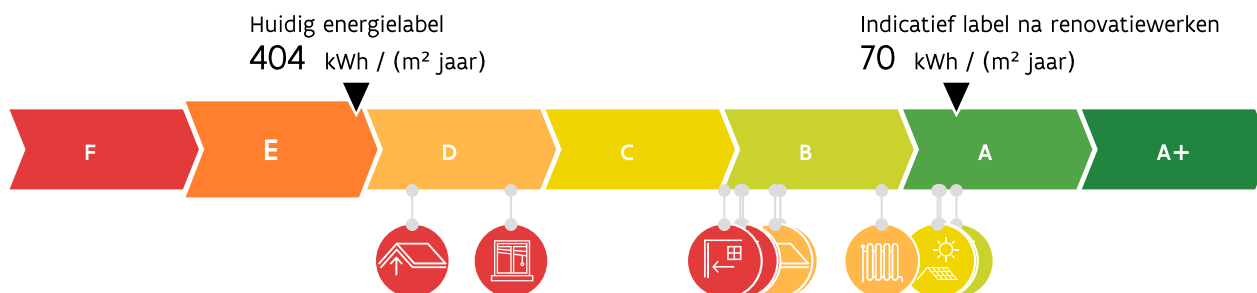 Huidig energielabel
404 kWh / (m² jaar)
Indicatief label na renovatiewerken
70 kWh / (m² jaar)
F
E
D
C
B
A
A+